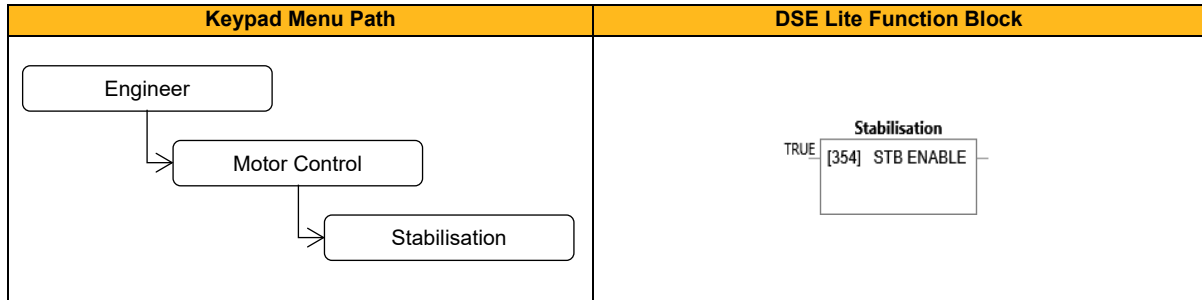 Keypad Menu Path
DSE Lite Function Block
Engineer
Motor Control
Stabilisation
Stabilisation
TRUE
[354] STB ENABLE